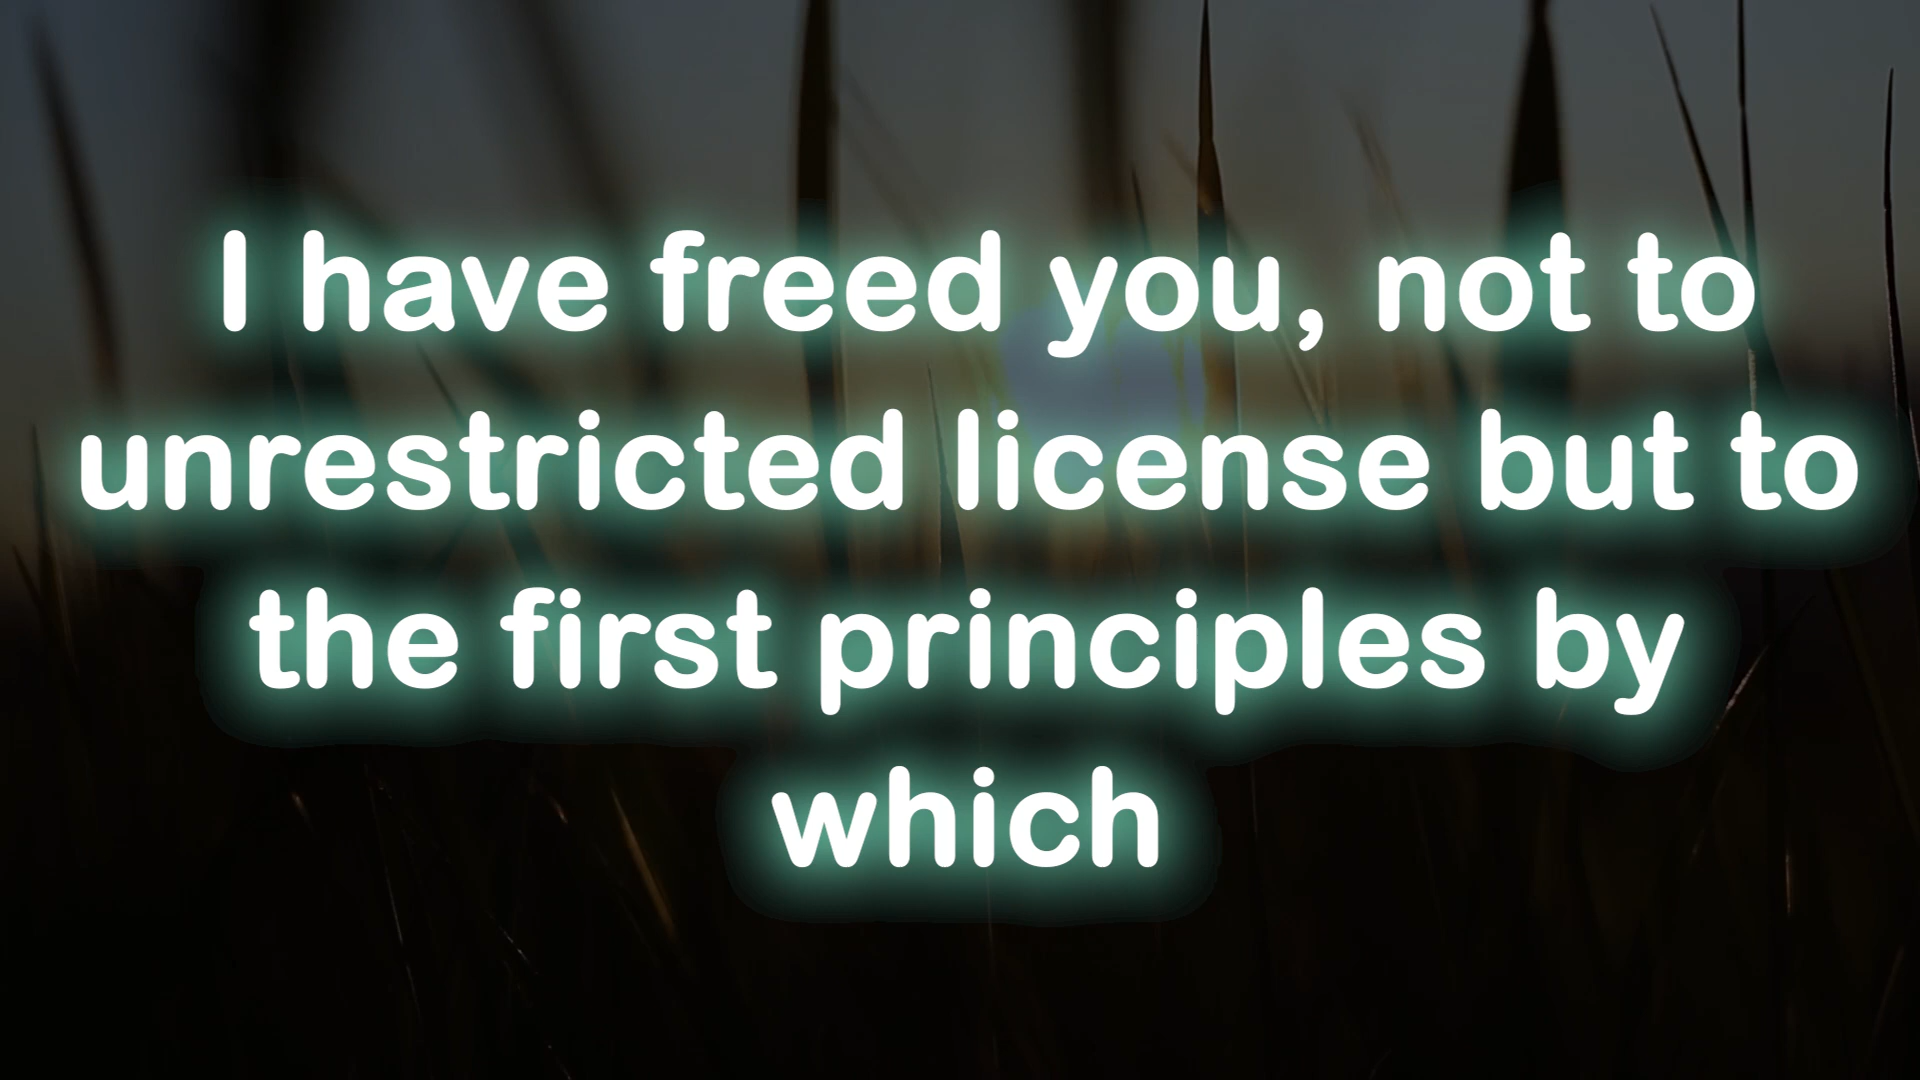 I have freed you, not to
unrestricted license but to
the first principles by
which